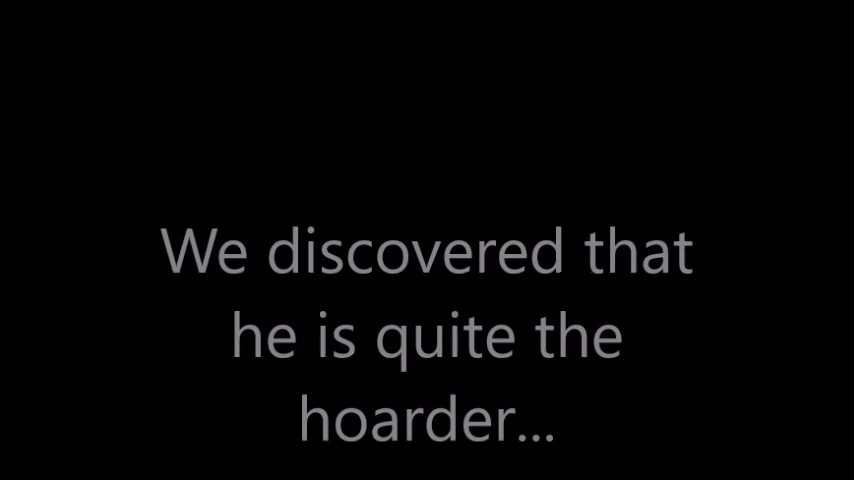 We discovered that
he is quite the
hoarder...